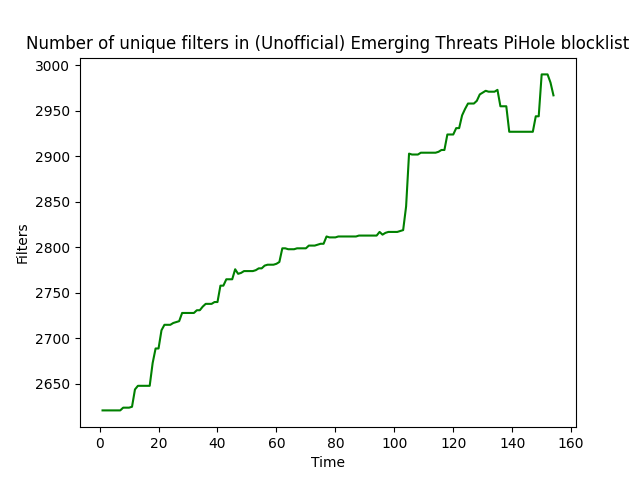 Number of unique filters in (Unofficial) Emerging Threats PiHole blocklist
3000
2950
2900
2850
2800
2750
2700
2650
Filters
0 20 40 60 80 100 120 140 160
Time